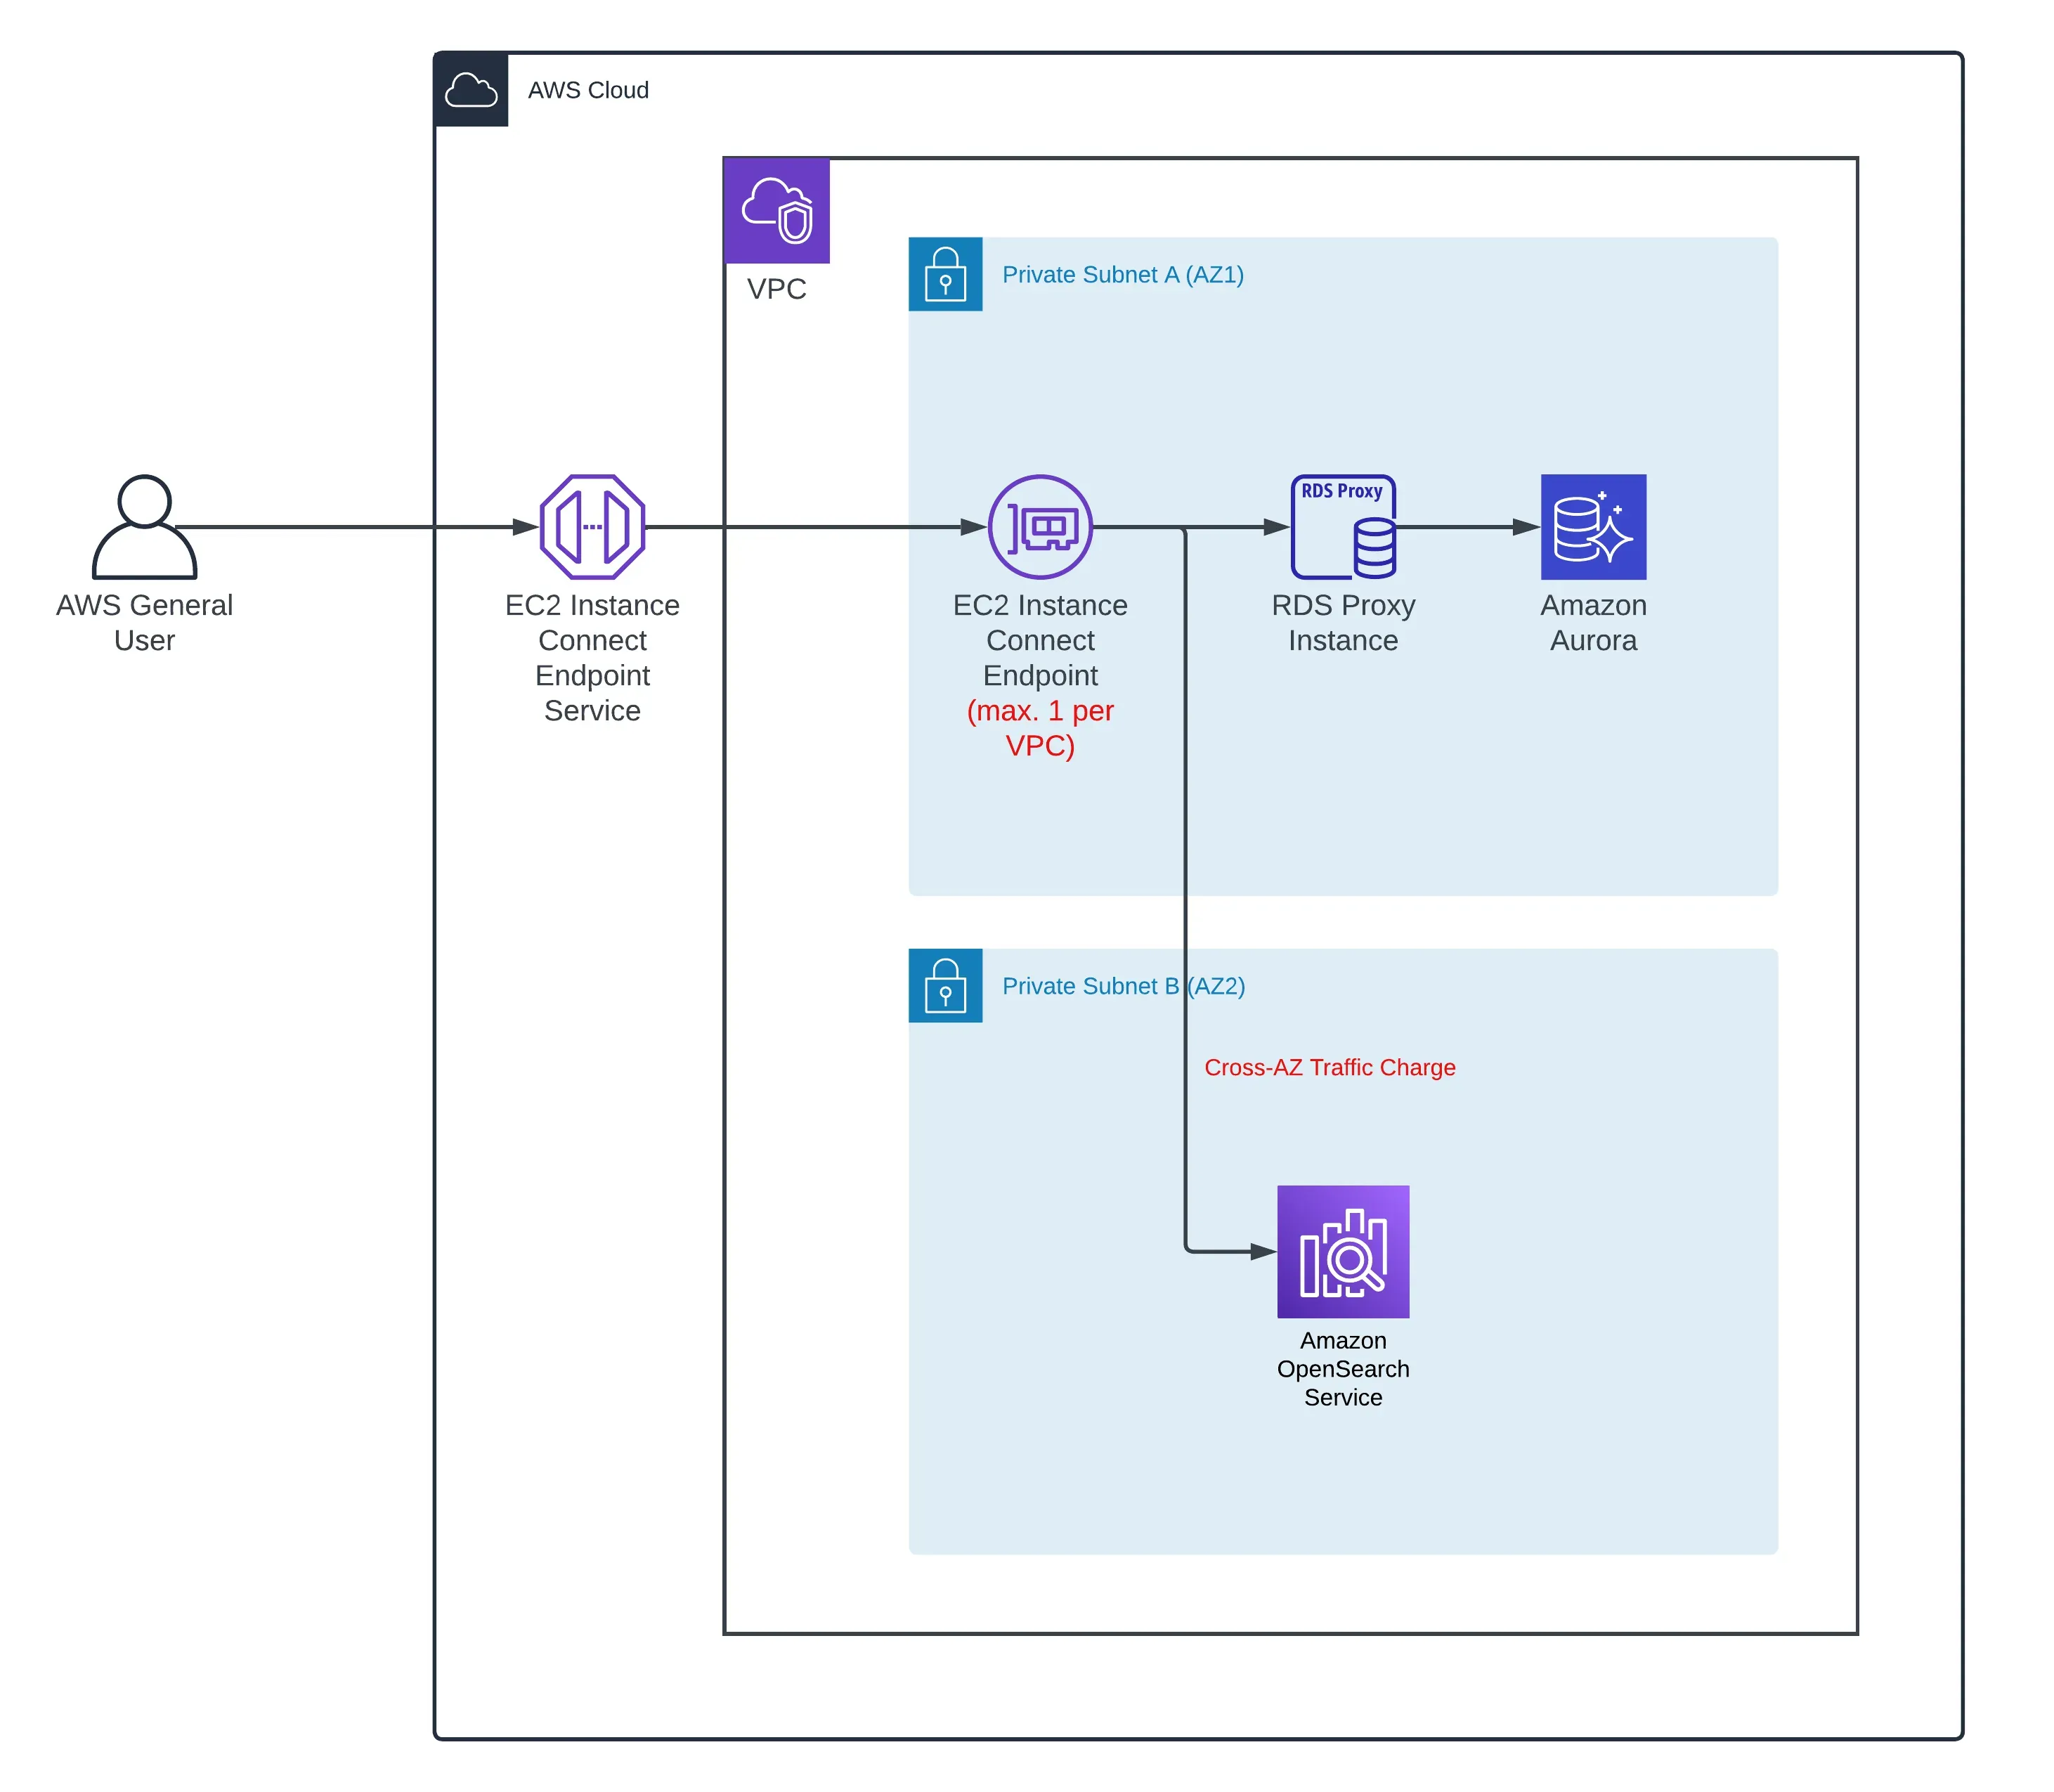 AWS Cloud
VPC
Private Subnet A (AZ1)
RDS Proxy
AWS General
User
EC2 Instance
Connect
Endpoint
Service
EC2 Instance
Connect
Endpoint
(max. 1 per
VPC)
RDS Proxy
Instance
Amazon
Aurora
Private Subnet B (AZ2)
Cross-AZ Traffic Charge
Amazon
OpenSearch
Service